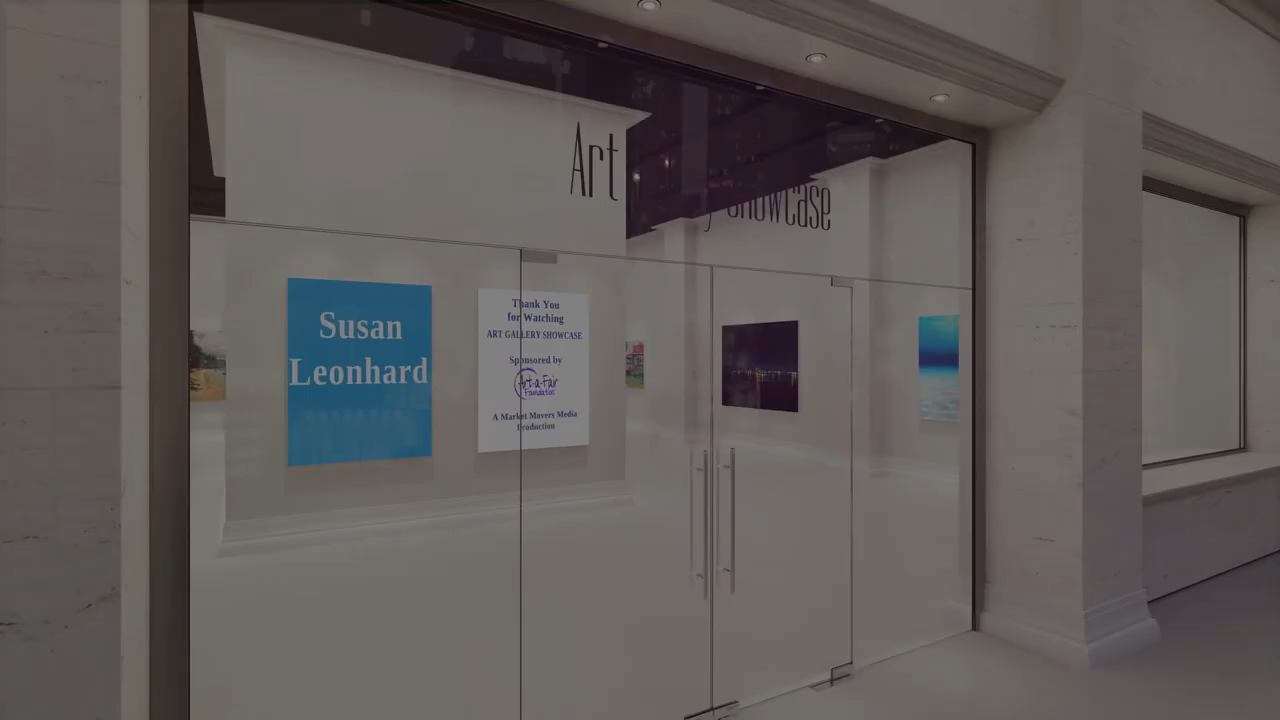 Art
Showcase
Susan
Leonhard
Thank You
for Watching
ART GALLERY SHOWCASE
Sponsored by
Art-a-Fair
Foundation
A Market Movers Media
Production